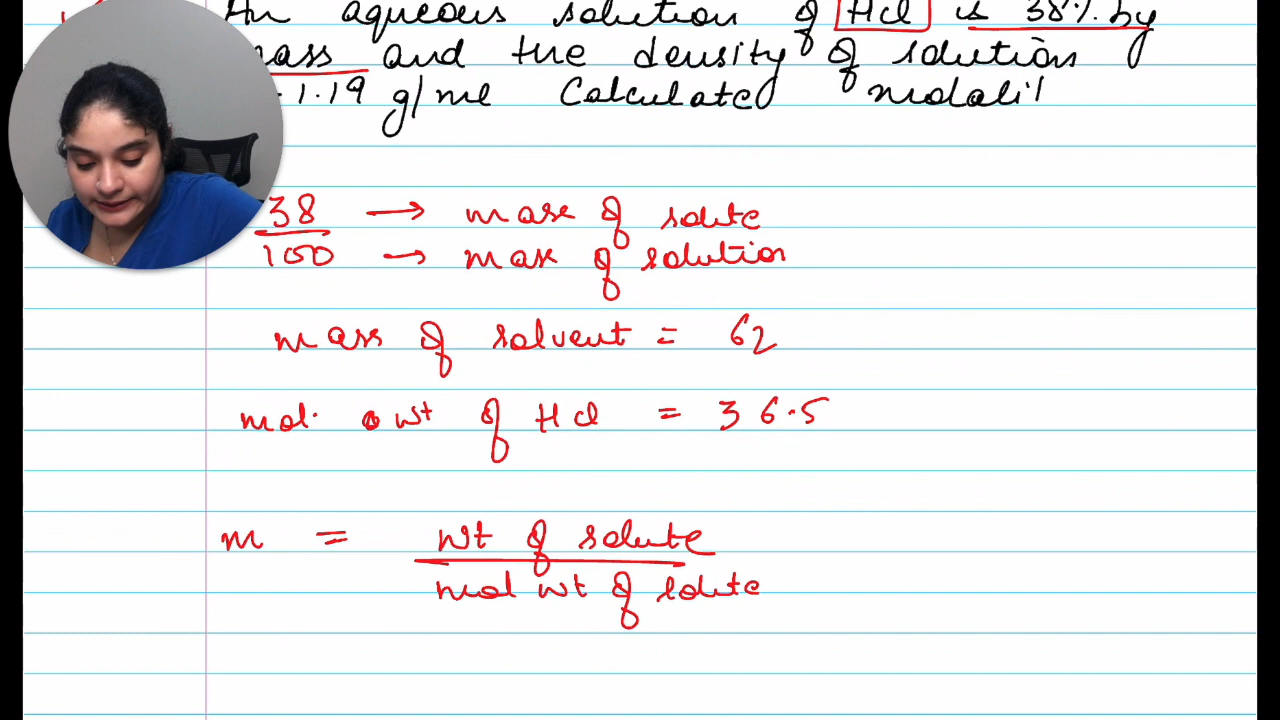 An aqueous solution of HCl is 38% by
mass and the density of solution
1.19 g/ml Calculate molali
38 → mass of solute
100 → mass of solution
mass of solvent = 62
mol. wt of HCl = 36.5
m = wt of solute
mol wt of solute